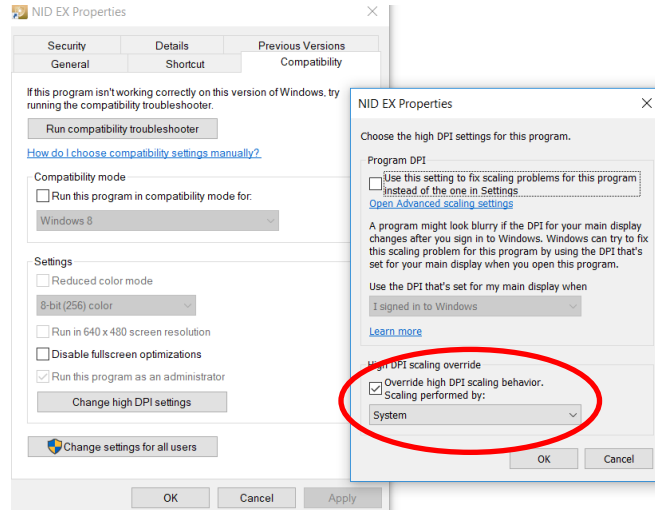 NID EX Properties
Security Details Previous Versions
General Shortcut Compatibility
If this program isn't working correctly on this version of Windows, try
running the compatibility troubleshooter.
Run compatibility troubleshooter
How do I choose compatibility settings manually?
Compatibility mode
Run this program in compatibility mode for:
Windows 8
Settings
Reduced color mode
8-bit (256) color
Run in 640 x 480 screen resolution
Disable fullscreen optimizations
Run this program as an administrator
Change high DPI settings
Change settings for all users
OK Cancel Apply
NID EX Properties
Choose the high DPI settings for this program.
Program DPI
Use this setting to fix scaling problems for this program
instead of the one in Settings
Open Advanced scaling settings
A program might look blurry if the DPI for your main display
changes after you sign in to Windows. Windows can try to fix
this scaling problem for this program by using the DPI that's
set for your main display when you open this program.
Use the DPI that's set for my main display when
I signed in to Windows
Learn more
High DPI scaling override
Override high DPI scaling behavior.
Scaling performed by:
System
OK Cancel